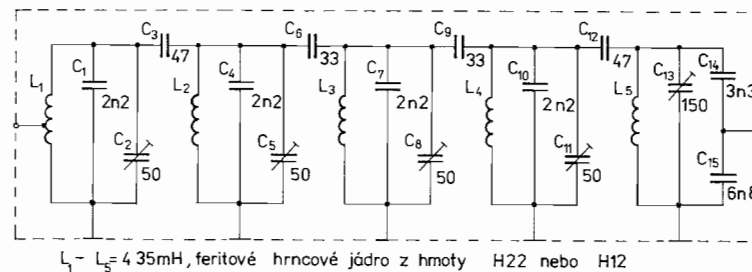 C3 C6 C9 C12
47 33 33 47
L1 C1 2n2 C2 50
L2 C4 2n2 C5 50
L3 C7 2n2 C8 50
L4 C10 2n2 C11 50
L5 C13 150 C14 3n3 C15 6n8
L1- L5= 4 35mH, feritové hrncové jádro z hmoty H22 nebo H12